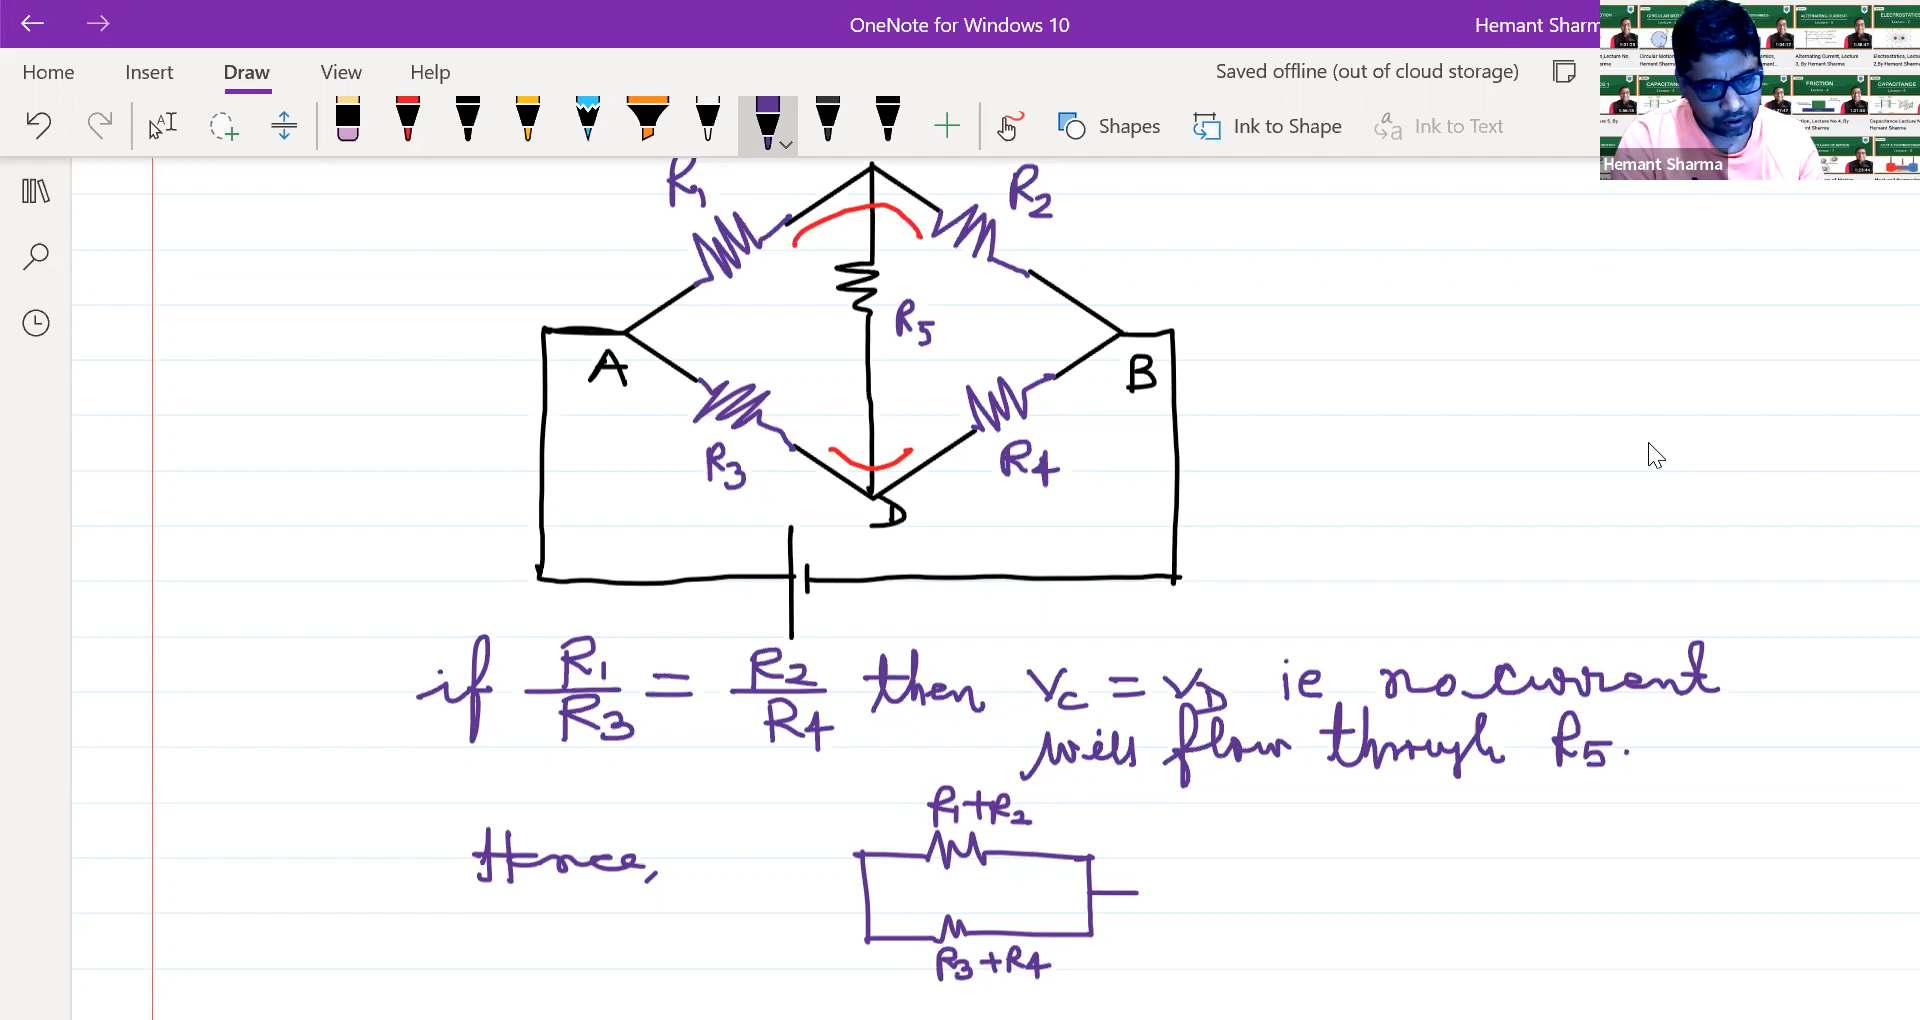 OneNote for Windows 10
Hemant Sharm
Home Insert Draw View Help
Saved offline (out of cloud storage)
Shapes Ink to Shape Ink to Text
Hemant Sharma
R1 R2
R5
A B
R3 R4
D
if R1/R3 = R2/R4 then VC = VD ie no current
will flow through R5.
R1+R2
Hence,
R3+R4